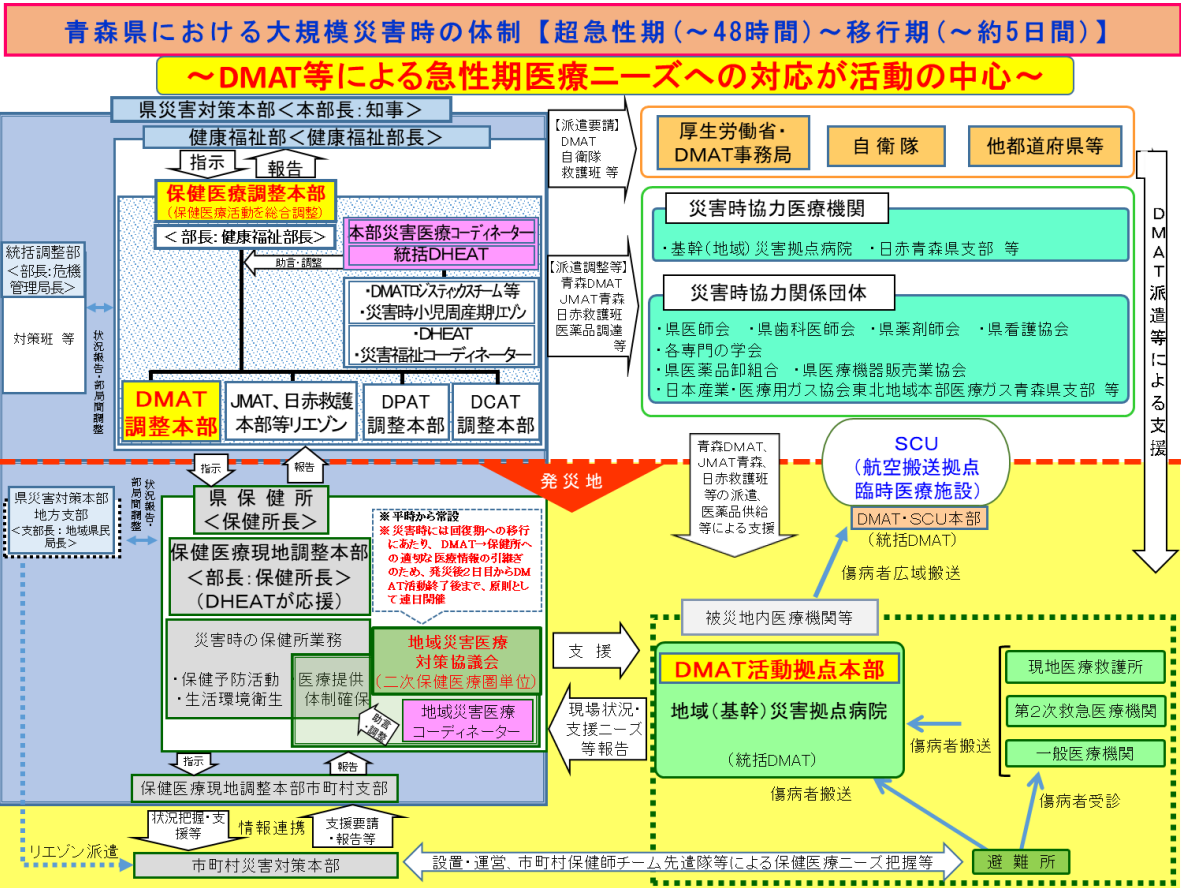 青森県における大規模災害時の体制【超急性期(～48時間)～移行期(～約5日間)】
～DMAT等による急性期医療ニーズへの対応が活動の中心～
県災害対策本部＜本部長:知事＞
健康福祉部＜健康福祉部長＞
指示
報告
保健医療調整本部
(保健医療活動を総合調整)
＜部長:健康福祉部長＞
本部災害医療コーディネーター
統括DHEAT
助言・調整
・DMATロジスティックスチーム等
・災害時小児周産期リエゾン
・DHEAT
・災害福祉コーディネーター
統括調整部
＜部長:危機
管理局長＞
対策班 等
状況報告・部局間調整
DMAT
調整本部
JMAT、日赤救護
本部等リエゾン
DPAT
調整本部
DCAT
調整本部
【派遣要請】
DMAT
自衛隊
救護班 等
厚生労働省・
DMAT事務局
自衛隊
他都道府県等
【派遣調整等】
青森DMAT
JMAT青森
日赤救護班
医薬品調達
等
災害時協力医療機関
・基幹(地域)災害拠点病院 ・日赤青森県支部 等
災害時協力関係団体
・県医師会 ・県歯科医師会 ・県薬剤師会 ・県看護協会
・各専門の学会
・県医薬品卸組合 ・県医療機器販売業協会
・日本産業・医療用ガス協会東北地域本部医療ガス青森県支部 等
DMAT派遣等による支援
指示
報告
発災地
青森DMAT、
JMAT青森、
日赤救護班
等の派遣、
医薬品供給
等による支援
SCU
(航空搬送拠点
臨時医療施設)
DMAT・SCU本部
(統括DMAT)
傷病者広域搬送
県災害対策本部
地方支部
＜支部長：地域県民
局長＞
状況報告・
部局間調整
県保健所
＜保健所長＞
保健医療現地調整本部
＜部長:保健所長＞
(DHEATが応援)
※ 平時から常設
※ 災害時には回復期への移行
にあたり、DMAT→保健所へ
の適切な医療情報の引継ぎ
のため、発災後2日目からDM
AT活動終了後まで、原則とし
て連日開催
災害時の保健所業務
・保健予防活動
・生活環境衛生
医療提供
体制確保
地域災害医療
対策協議会
(二次保健医療圏単位)
助言
・調整
地域災害医療
コーディネーター
支援
現場状況・
支援ニーズ
等報告
被災地内医療機関等
DMAT活動拠点本部
地域(基幹)災害拠点病院
(統括DMAT)
傷病者搬送
現地医療救護所
第2次救急医療機関
一般医療機関
傷病者搬送
傷病者受診
指示
報告
保健医療現地調整本部市町村支部
状況把握・支
援等
情報連携
支援要請
・報告等
リエゾン派遣
市町村災害対策本部
設置・運営、市町村保健師チーム先遣隊等による保健医療ニーズ把握等
避難所